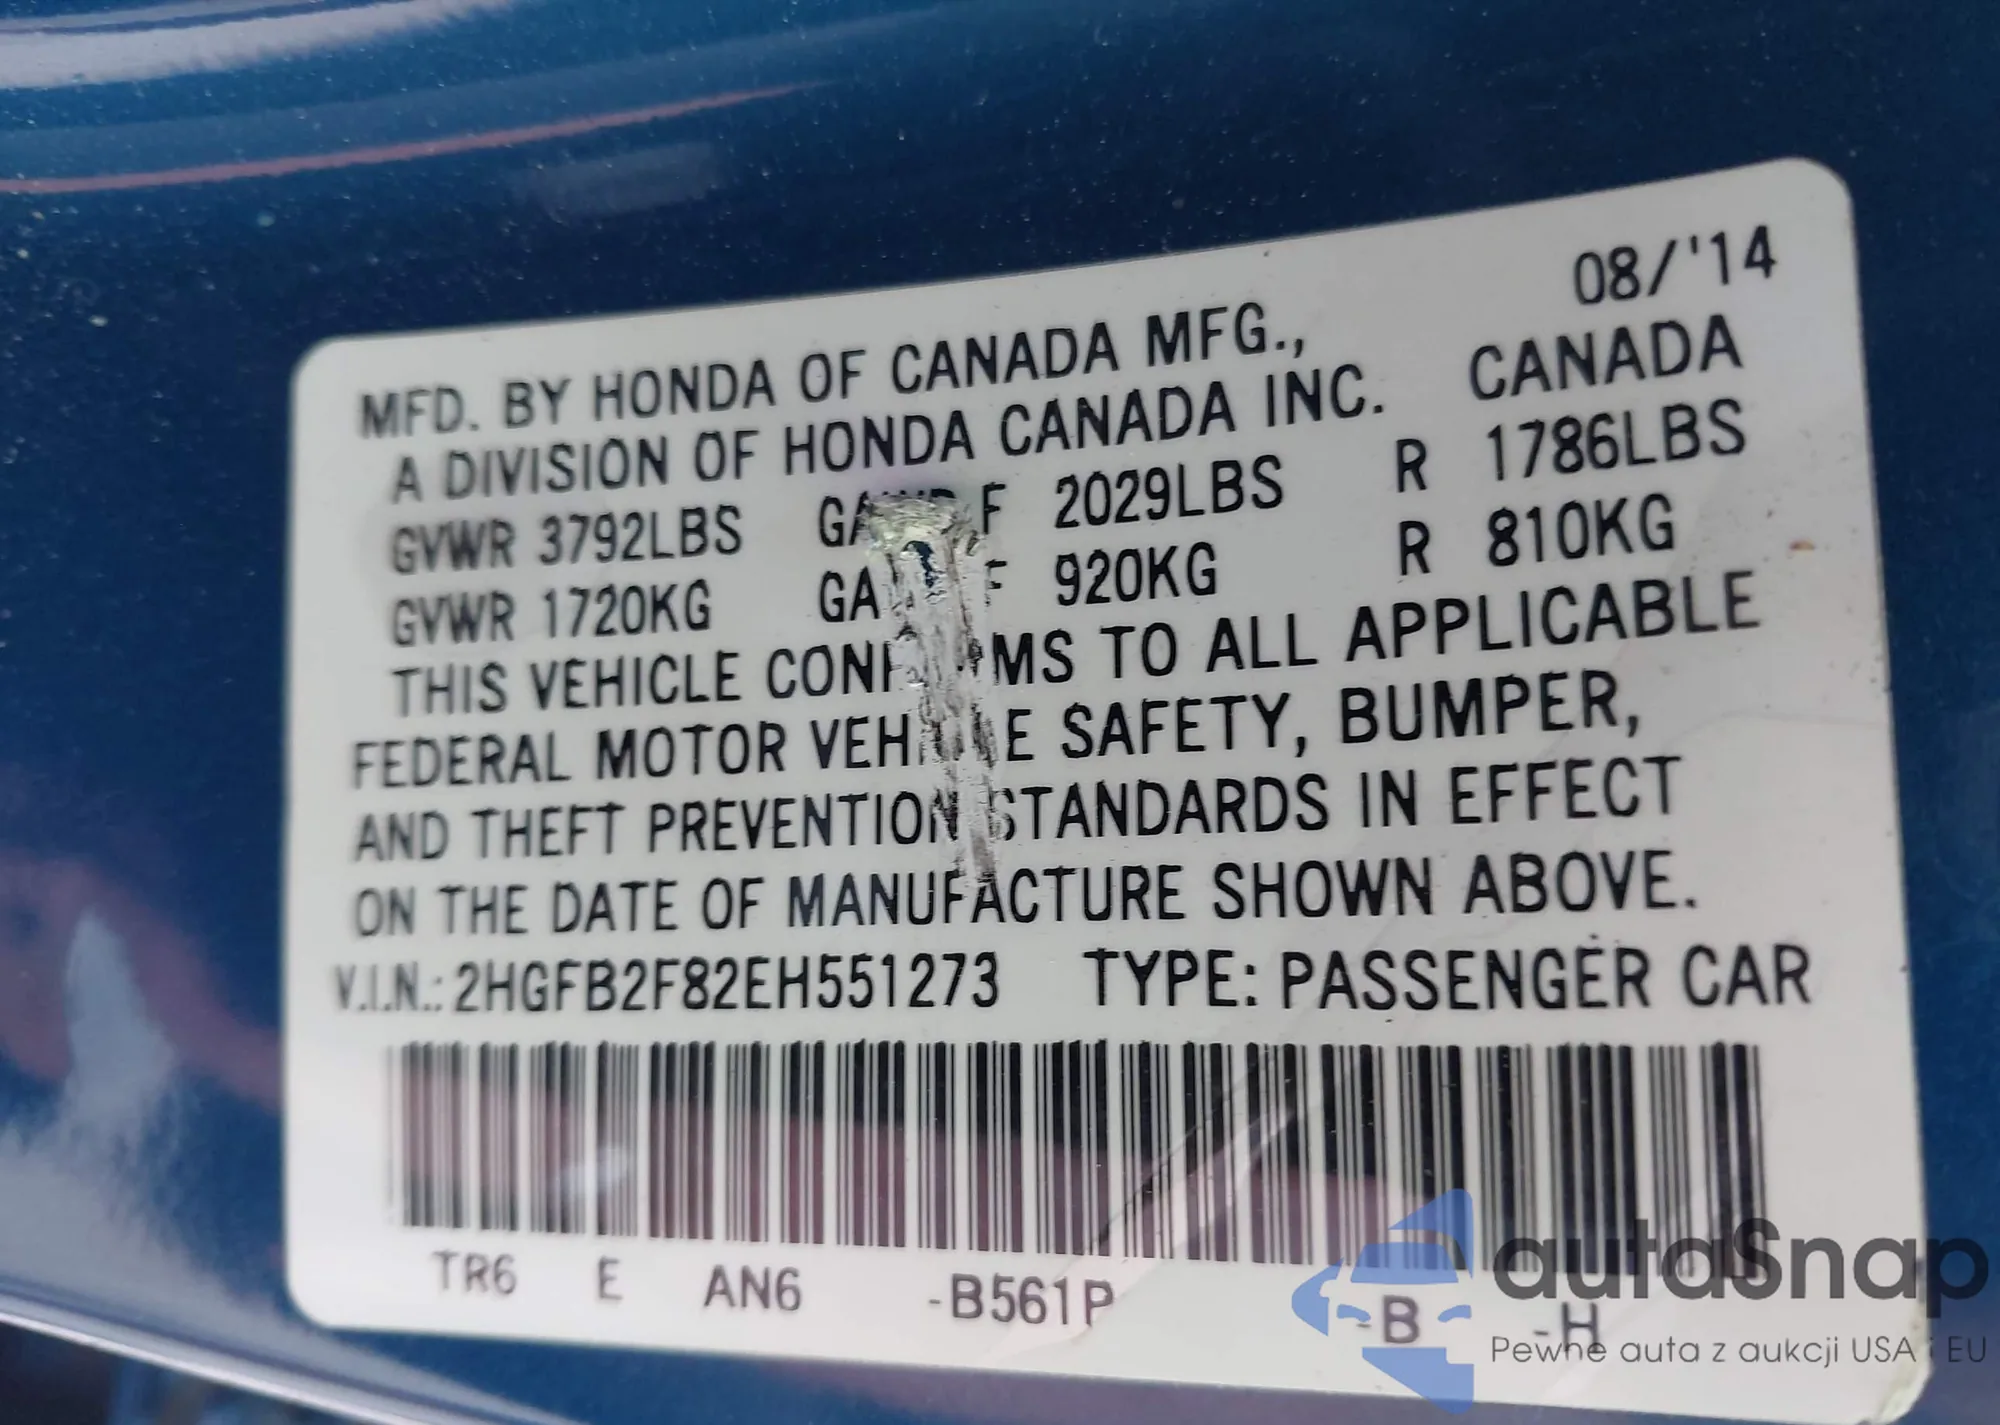 08/'14
MFD. BY HONDA OF CANADA MFG.,
A DIVISION OF HONDA CANADA INC. CANADA
GVWR 3792LBS F 2029LBS R 1786LBS
GVWR 1720KG F 920KG R 810KG
THIS VEHICLE TO ALL APPLICABLE
FEDERAL MOTOR SAFETY, BUMPER,
AND THEFT PREVENTION STANDARDS IN EFFECT
ON THE DATE OF MANUFACTURE SHOWN ABOVE.
V.I.N.: 2HGFB2F82EH551273 TYPE: PASSENGER CAR
TR6 E AN6 -B561P -B -H
autaSnap
Pewne auta z aukcji USA i EU